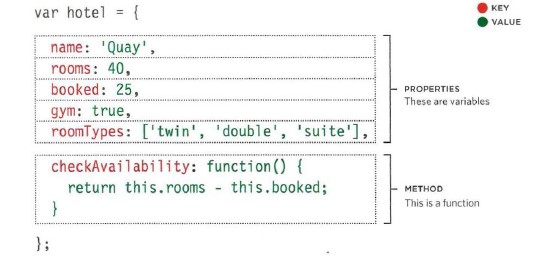 var hotel = {
KEY
VALUE
name: 'Quay',
rooms: 40,
booked: 25,
gym: true,
roomTypes: ['twin', 'double', 'suite'],
PROPERTIES
These are variables
checkAvailability: function() {
return this.rooms - this.booked;
}
METHOD
This is a function
};